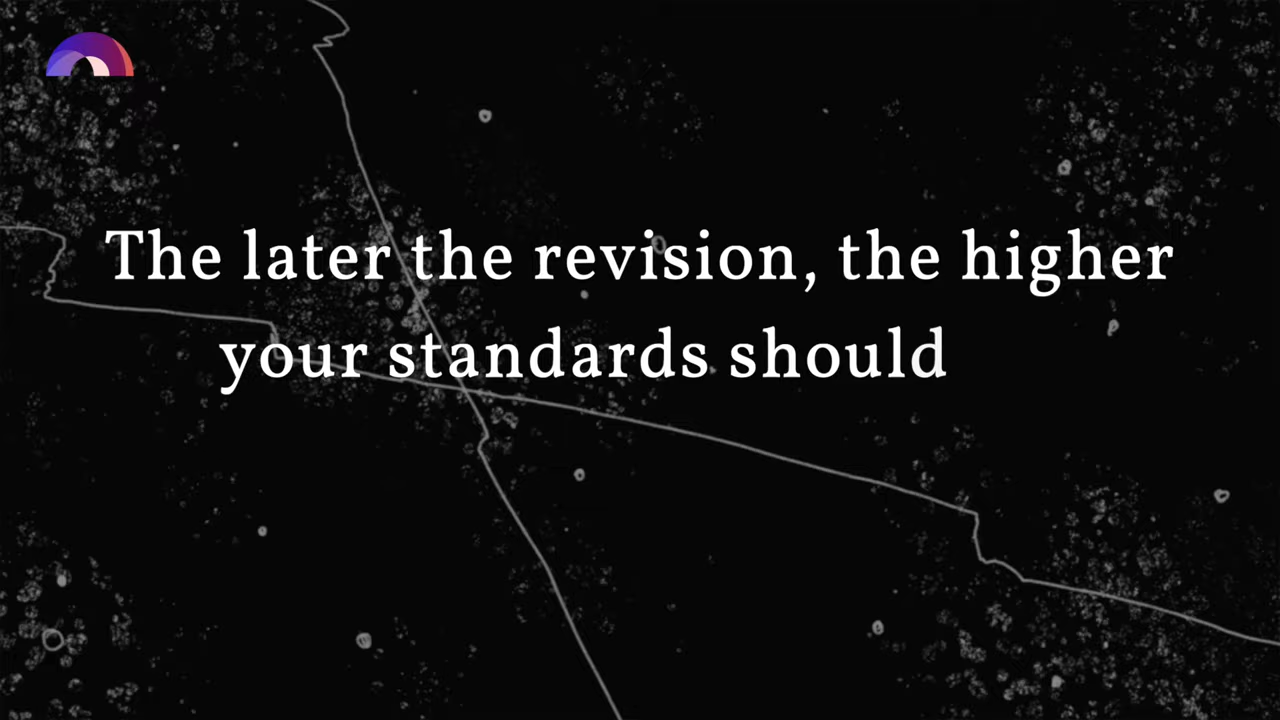 The later the revision, the higher
your standards should